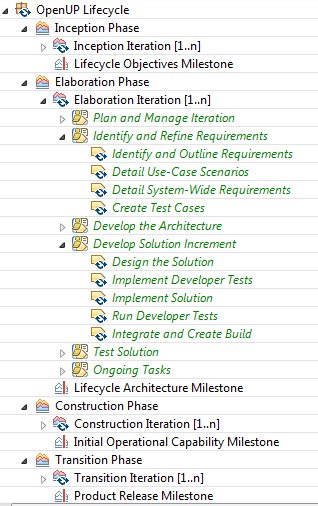 OpenUP Lifecycle
Inception Phase
Inception Iteration [1..n]
Lifecycle Objectives Milestone
Elaboration Phase
Elaboration Iteration [1..n]
Plan and Manage Iteration
Identify and Refine Requirements
Identify and Outline Requirements
Detail Use-Case Scenarios
Detail System-Wide Requirements
Create Test Cases
Develop the Architecture
Develop Solution Increment
Design the Solution
Implement Developer Tests
Implement Solution
Run Developer Tests
Integrate and Create Build
Test Solution
Ongoing Tasks
Lifecycle Architecture Milestone
Construction Phase
Construction Iteration [1..n]
Initial Operational Capability Milestone
Transition Phase
Transition Iteration [1..n]
Product Release Milestone